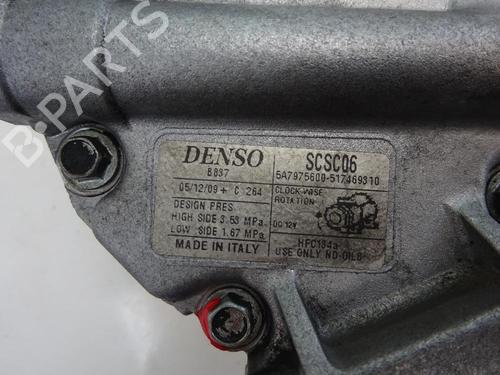 B-PARTS
DENSO
8837
05/12/09 + C 264
DESIGN PRES
HIGH SIDE 3.53 MPa
LOW SIDE 1.67 MPa
MADE IN ITALY
SCSC06
5A7975600-517469310
CLOCK-WISE
ROTATION
DC 12V
HFC134a
USE ONLY ND-OIL8